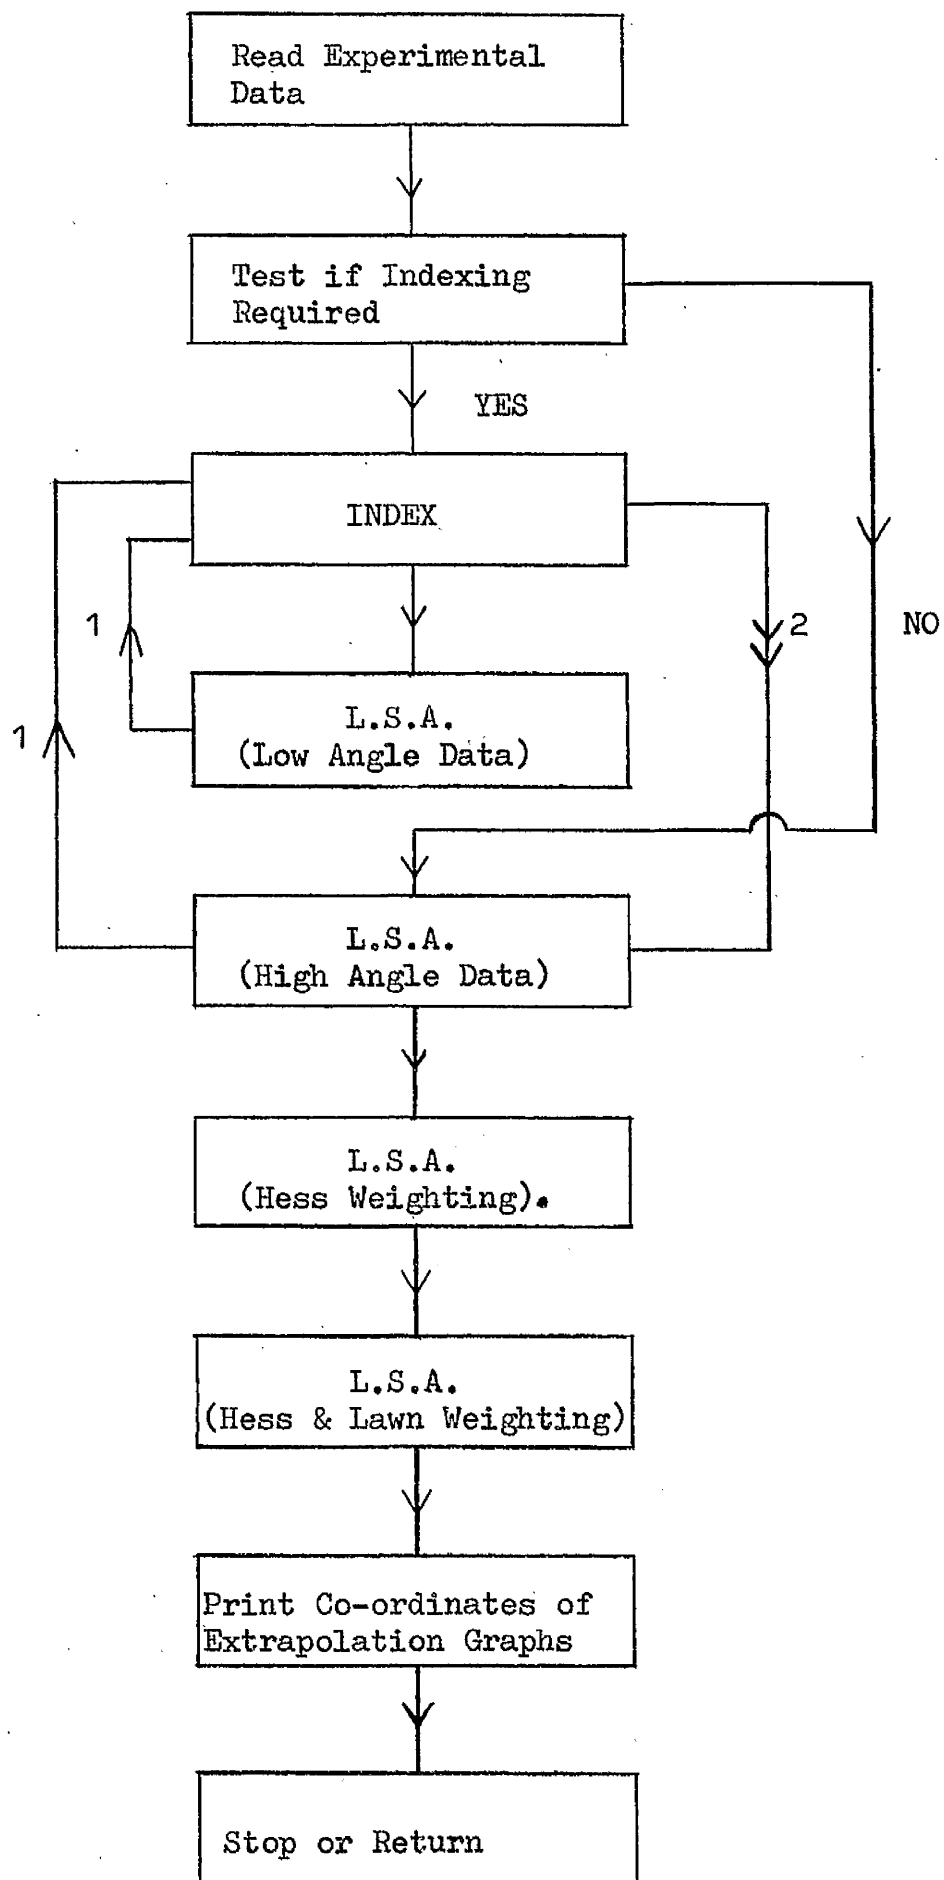 Read Experimental
Data
Test if Indexing
Required
YES
INDEX
1
2
NO
L.S.A.
(Low Angle Data)
1
L.S.A.
(High Angle Data)
L.S.A.
(Hess Weighting).
L.S.A.
(Hess & Lawn Weighting)
Print Co-ordinates of
Extrapolation Graphs
Stop or Return